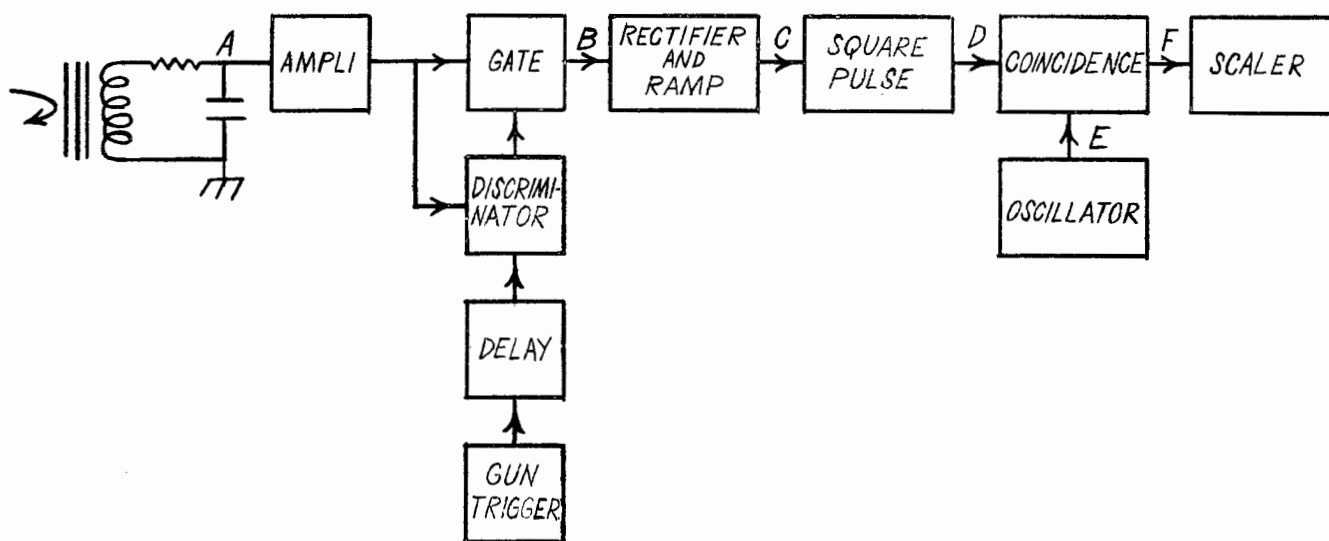 A
AMPLI
GATE
B
RECTIFIER
AND
RAMP
C
SQUARE
PULSE
D
COINCIDENCE
F
SCALER
E
DISCRIMI-
NATOR
OSCILLATOR
DELAY
GUN
TRIGGER